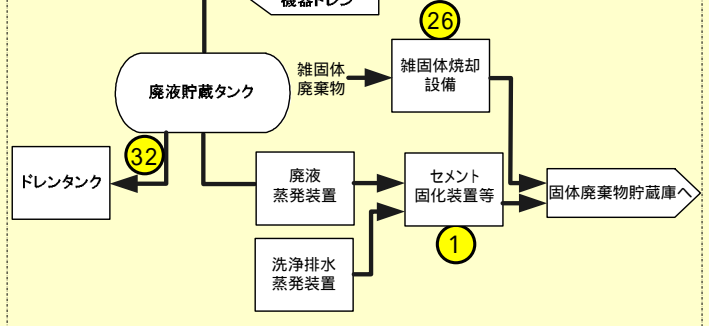 機器ドレン
26
雑固体
廃棄物
雑固体焼却
設備
廃液貯蔵タンク
32
ドレンタンク
廃液
蒸発装置
セメント
固化装置等
固体廃棄物貯蔵庫へ
1
洗浄排水
蒸発装置